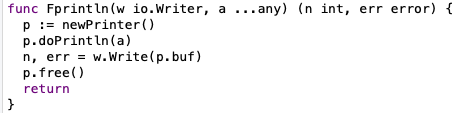 func Fprintln(w io.Writer, a ...any) (n int, err error) {
  p := newPrinter()
  p.doPrintln(a)
  n, err = w.Write(p.buf)
  p.free()
  return
}